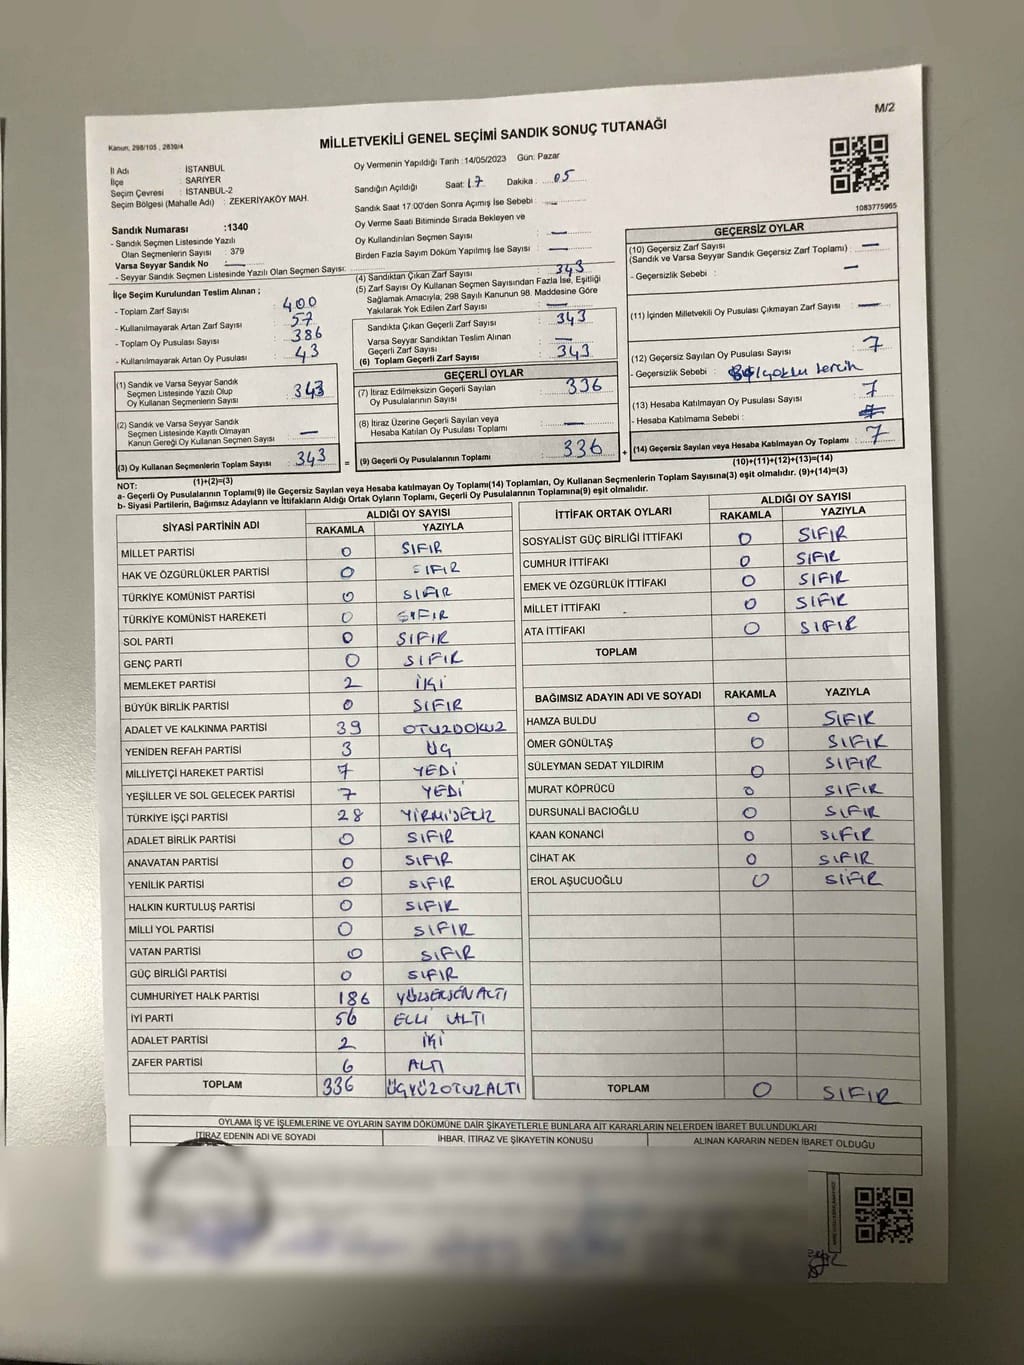 M/2
Kanun, 298/105 , 2839/4
MİLLETVEKİLİ GENEL SEÇİMİ SANDIK SONUÇ TUTANAĞI
İl Adı : İSTANBUL
İlçe : SARIYER
Seçim Çevresi : İSTANBUL-2
Seçim Bölgesi (Mahalle Adı) : ZEKERİYAKÖY MAH.
Oy Vermenin Yapıldığı Tarih :14/05/2023 Gün: Pazar
Sandığın Açıldığı Saat: 17 Dakika : 05
Sandık Saat 17.00'den Sonra Açımış İse Sebebi : —
Oy Verme Saati Bitiminde Sırada Bekleyen ve
Oy Kullandırılan Seçmen Sayısı : —
Birden Fazla Sayım Döküm Yapılmış İse Sayısı : —
1083775965
Sandık Numarası :1340
- Sandık Seçmen Listesinde Yazılı
Olan Seçmenlerin Sayısı : 379
Varsa Seyyar Sandık No : —
- Seyyar Sandık Seçmen Listesinde Yazılı Olan Seçmen Sayısı:
İlçe Seçim Kurulundan Teslim Alınan ;
- Toplam Zarf Sayısı : 400
- Kullanılmayarak Artan Zarf Sayısı : 57
- Toplam Oy Pusulası Sayısı : 386
- Kullanılmayarak Artan Oy Pusulası : 43
(1) Sandık ve Varsa Seyyar Sandık
Seçmen Listesinde Yazılı Olup
Oy Kullanan Seçmenlerin Sayısı : 343
(2) Sandık ve Varsa Seyyar Sandık
Seçmen Listesinde Kayıtlı Olmayan
Kanun Gereği Oy Kullanan Seçmen Sayısı : —
(3) Oy Kullanan Seçmenlerin Toplam Sayısı : 343
(1)+(2)=(3)
(4) Sandıktan Çıkan Zarf Sayısı : 343
(5) Zarf Sayısı Oy Kullanan Seçmen Sayısından Fazla İse, Eşitliği
Sağlamak Amacıyla, 298 Sayılı Kanunun 98. Maddesine Göre
Yakılarak Yok Edilen Zarf Sayısı : —
Sandıkta Çıkan Geçerli Zarf Sayısı : 343
Varsa Seyyar Sandıktan Teslim Alınan
Geçerli Zarf Sayısı : —
(6) Toplam Geçerli Zarf Sayısı : 343
GEÇERLİ OYLAR
(7) İtiraz Edilmeksizin Geçerli Sayılan
Oy Pusulalarının Sayısı : 336
(8) İtiraz Üzerine Geçerli Sayılan veya
Hesaba Katılan Oy Pusulası Toplamı : —
= (9) Geçerli Oy Pusulalarının Toplamı : 336
GEÇERSİZ OYLAR
(10) Geçersiz Zarf Sayısı
(Sandık ve Varsa Seyyar Sandık Geçersiz Zarf Toplamı) : —
- Geçersizlik Sebebi : —
(11) İçinden Milletvekili Oy Pusulası Çıkmayan Zarf Sayısı : —
(12) Geçersiz Sayılan Oy Pusulası Sayısı : 7
- Geçersizlik Sebebi : çoklu tercih
(13) Hesaba Katılmayan Oy Pusulası Sayısı : 7
- Hesaba Katılmama Sebebi :
+ (14) Geçersiz Sayılan veya Hesaba Katılmayan Oy Toplamı : 7
(10)+(11)+(12)+(13)=(14)
NOT:
a- Geçerli Oy Pusulalarının Toplamı(9) ile Geçersiz Sayılan veya Hesaba katılmayan Oy Toplamı(14) Toplamları, Oy Kullanan Seçmenlerin Toplam Sayısına(3) eşit olmalıdır. (9)+(14)=(3)
b- Siyasi Partilerin, Bağımsız Adayların ve İttifakların Aldığı Ortak Oyların Toplamı, Geçerli Oy Pusulalarının Toplamına(9) eşit olmalıdır.
SİYASİ PARTİNİN ADI ALDIĞI OY SAYISI
RAKAMLA YAZIYLA
MİLLET PARTİSİ 0 SIFIR
HAK VE ÖZGÜRLÜKLER PARTİSİ 0 SIFIR
TÜRKİYE KOMÜNİST PARTİSİ 0 SIFIR
TÜRKİYE KOMÜNİST HAREKETİ 0 SIFIR
SOL PARTİ 0 SIFIR
GENÇ PARTİ 0 SIFIR
MEMLEKET PARTİSİ 2 İKİ
BÜYÜK BİRLİK PARTİSİ 0 SIFIR
ADALET VE KALKINMA PARTİSİ 39 OTUZDOKUZ
YENİDEN REFAH PARTİSİ 3 ÜÇ
MİLLİYETÇİ HAREKET PARTİSİ 7 YEDİ
YEŞİLLER VE SOL GELECEK PARTİSİ 7 YEDİ
TÜRKİYE İŞÇİ PARTİSİ 28 YİRMİSEKİZ
ADALET BİRLİK PARTİSİ 0 SIFIR
ANAVATAN PARTİSİ 0 SIFIR
YENİLİK PARTİSİ 0 SIFIR
HALKIN KURTULUŞ PARTİSİ 0 SIFIR
MİLLİ YOL PARTİSİ 0 SIFIR
VATAN PARTİSİ 0 SIFIR
GÜÇ BİRLİĞİ PARTİSİ 0 SIFIR
CUMHURİYET HALK PARTİSİ 186 YÜZSEKSENALTI
İYİ PARTİ 56 ELLİ ALTI
ADALET PARTİSİ 2 İKİ
ZAFER PARTİSİ 6 ALTI
TOPLAM 336 ÜÇYÜZOTUZALTI
İTTİFAK ORTAK OYLARI ALDIĞI OY SAYISI
RAKAMLA YAZIYLA
SOSYALİST GÜÇ BİRLİĞİ İTTİFAKI 0 SIFIR
CUMHUR İTTİFAKI 0 SIFIR
EMEK VE ÖZGÜRLÜK İTTİFAKI 0 SIFIR
MİLLET İTTİFAKI 0 SIFIR
ATA İTTİFAKI 0 SIFIR
TOPLAM
BAĞIMSIZ ADAYIN ADI VE SOYADI RAKAMLA YAZIYLA
HAMZA BULDU 0 SIFIR
ÖMER GÖNÜLTAŞ 0 SIFIR
SÜLEYMAN SEDAT YILDIRIM 0 SIFIR
MURAT KÖPRÜCÜ 0 SIFIR
DURSUNALİ BACIOĞLU 0 SIFIR
KAAN KONANCİ 0 SIFIR
CİHAT AK 0 SIFIR
EROL AŞUCUOĞLU 0 SIFIR
TOPLAM 0 SIFIR
OYLAMA İŞ VE İŞLEMLERİNE VE OYLARIN SAYIM DÖKÜMÜNE DAİR ŞİKAYETLERLE BUNLARA AİT KARARLARIN NELERDEN İBARET BULUNDUKLARI
İTİRAZ EDENİN ADI VE SOYADI İHBAR, İTİRAZ VE ŞİKAYETİN KONUSU ALINAN KARARIN NEDEN İBARET OLDUĞU